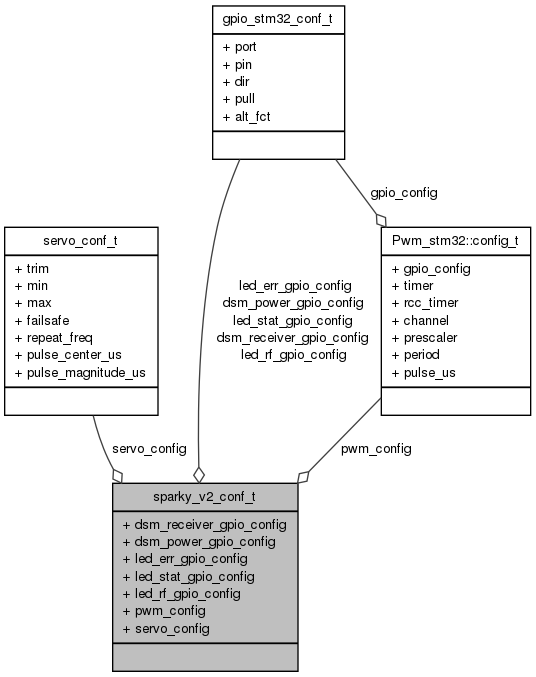 gpio_stm32_conf_t
+ port
+ pin
+ dir
+ pull
+ alt_fct
gpio_config
servo_conf_t
+ trim
+ min
+ max
+ failsafe
+ repeat_freq
+ pulse_center_us
+ pulse_magnitude_us
led_err_gpio_config
dsm_power_gpio_config
led_stat_gpio_config
dsm_receiver_gpio_config
led_rf_gpio_config
Pwm_stm32::config_t
+ gpio_config
+ timer
+ rcc_timer
+ channel
+ prescaler
+ period
+ pulse_us
servo_config
pwm_config
sparky_v2_conf_t
+ dsm_receiver_gpio_config
+ dsm_power_gpio_config
+ led_err_gpio_config
+ led_stat_gpio_config
+ led_rf_gpio_config
+ pwm_config
+ servo_config